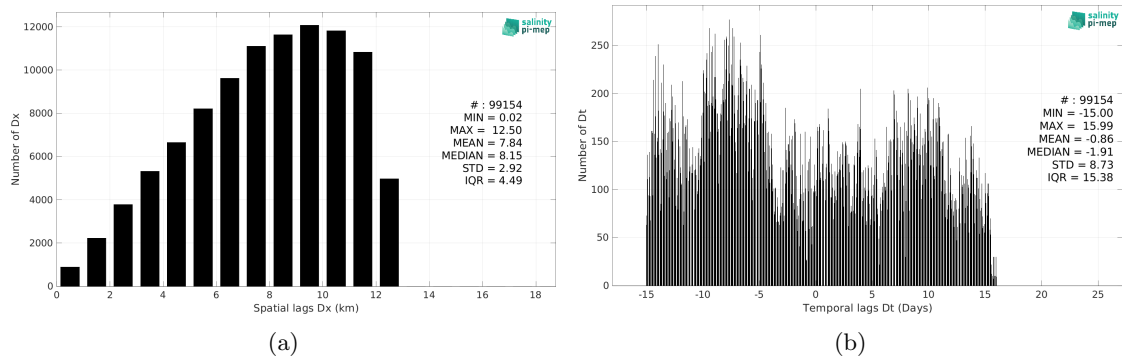 salinity
pi-mep
12000
10000
8000
6000
4000
2000
0
Number of Dx
# : 99154
MIN = 0.02
MAX = 12.50
MEAN = 7.84
MEDIAN = 8.15
STD = 2.92
IQR = 4.49
0 2 4 6 8 10 12 14 16 18
Spatial lags Dx (km)
(a)
salinity
pi-mep
250
200
150
100
50
0
Number of Dt
# : 99154
MIN = -15.00
MAX = 15.99
MEAN = -0.86
MEDIAN = -1.91
STD = 8.73
IQR = 15.38
-15 -10 -5 0 5 10 15 20 25
Temporal lags Dt (Days)
(b)